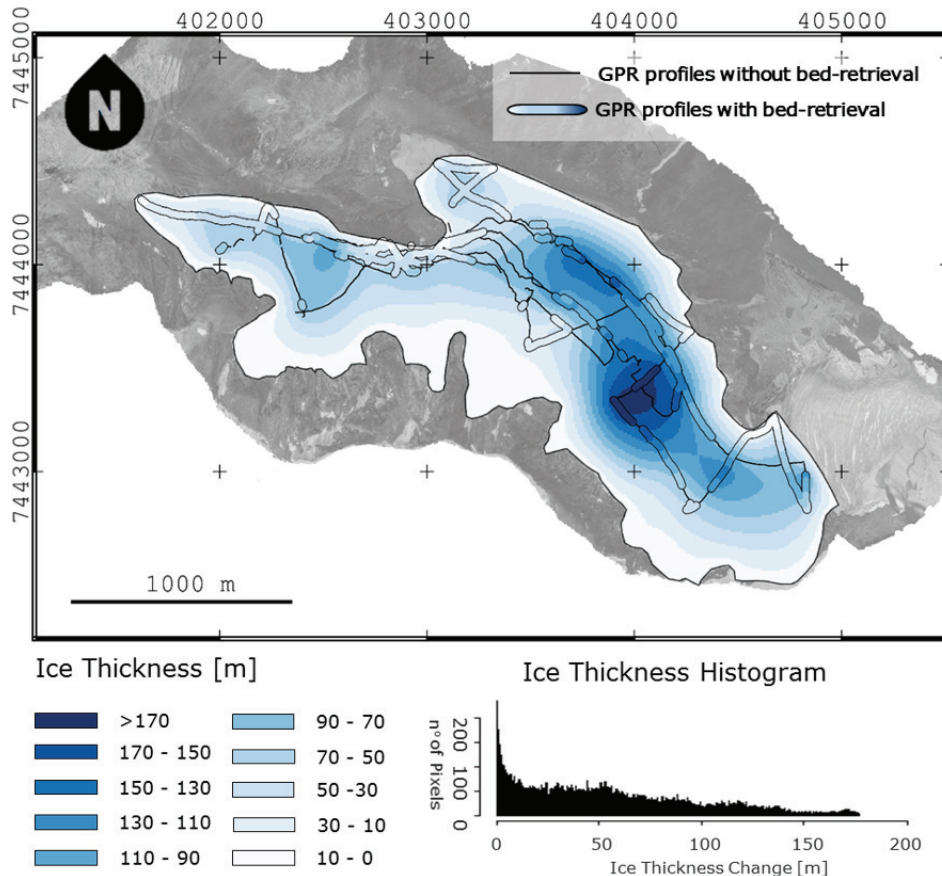 402000 403000 404000 405000
7445000
7444000
7443000
N
GPR profiles without bed-retrieval
GPR profiles with bed-retrieval
1000 m
Ice Thickness [m]
>170
170 - 150
150 - 130
130 - 110
110 - 90
90 - 70
70 - 50
50 -30
30 - 10
10 - 0
Ice Thickness Histogram
n° of Pixels
200
100
0
0 50 100 150 200
Ice Thickness Change [m]